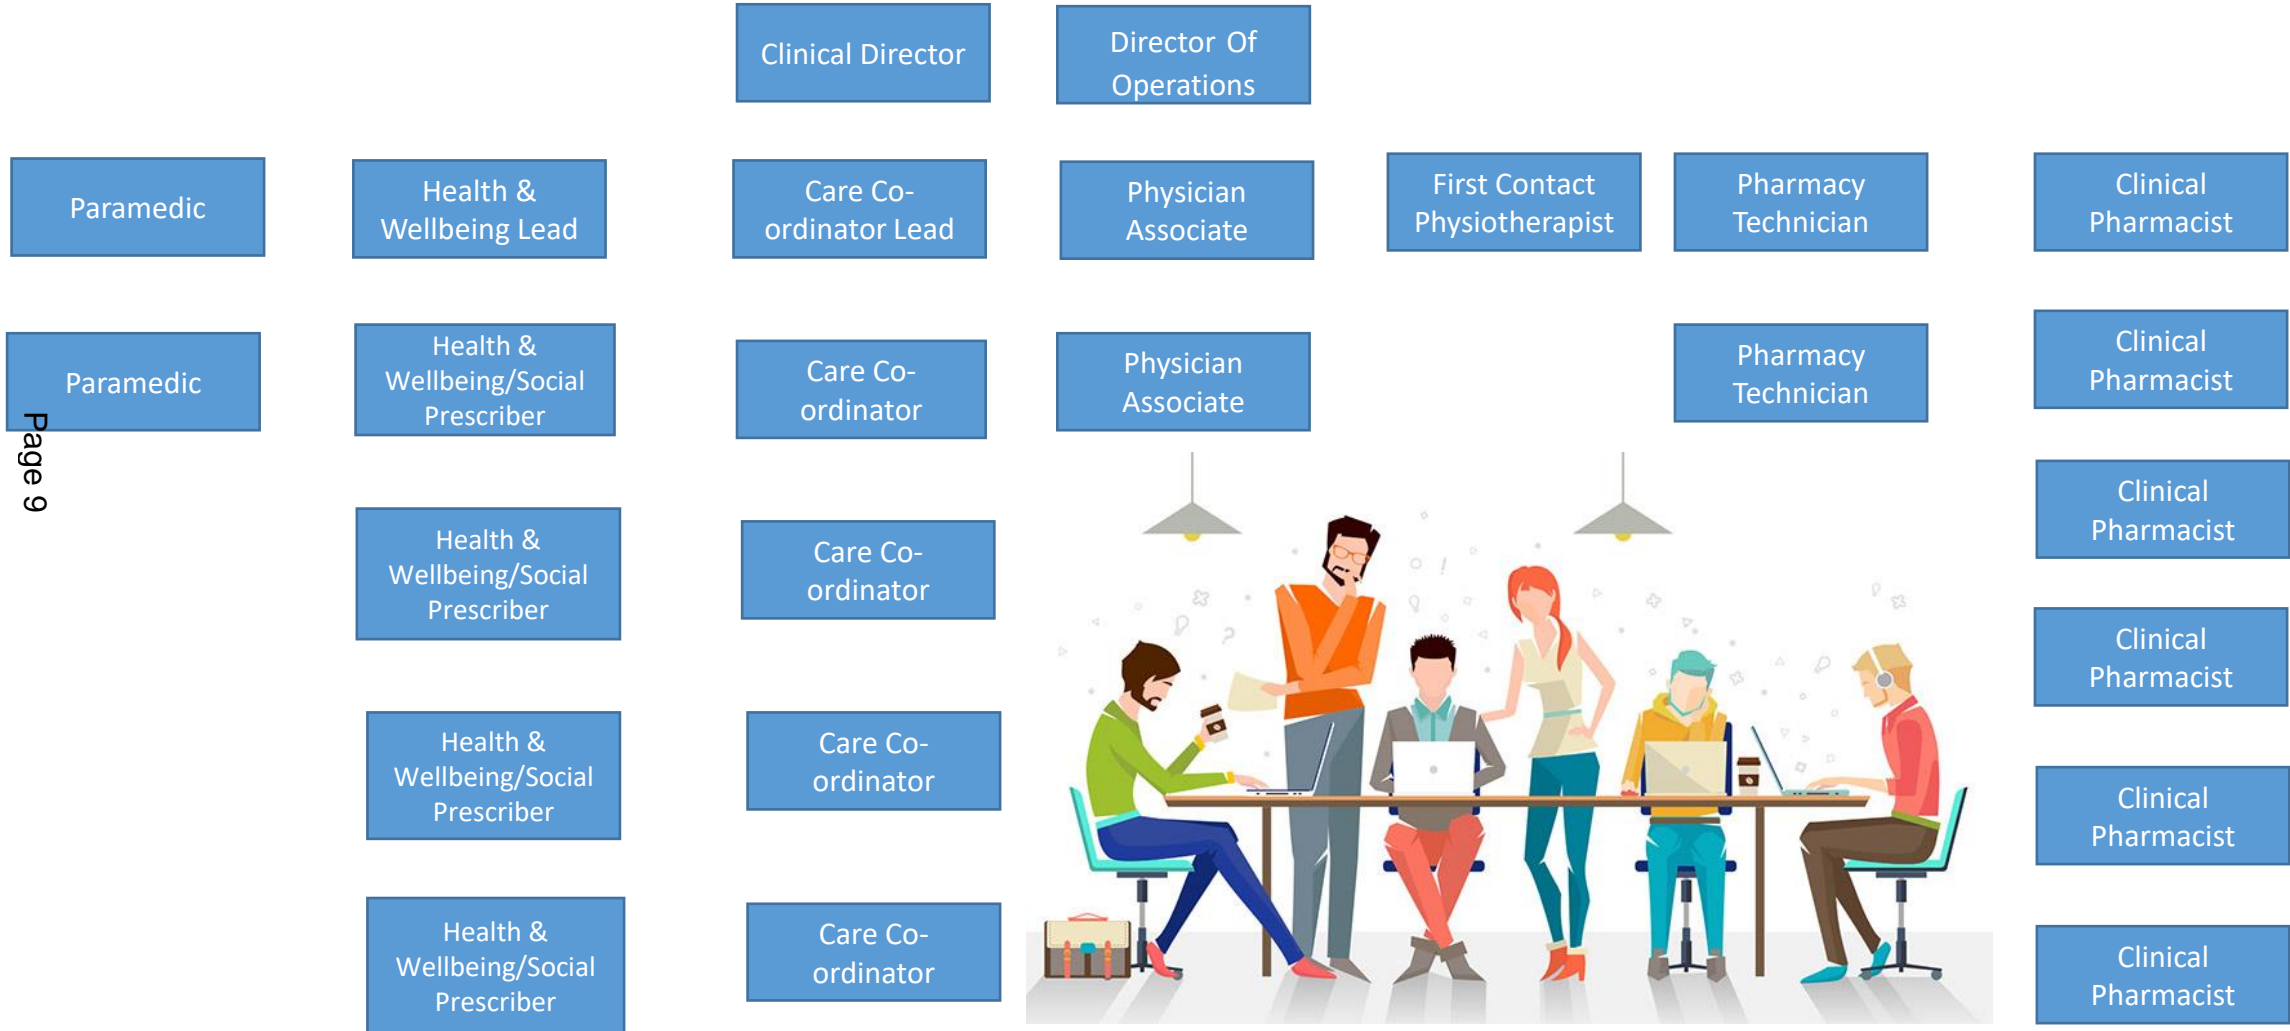 Clinical Director
Director Of
Operations
Paramedic
Health &
Wellbeing Lead
Care Co-
ordinator Lead
Physician
Associate
First Contact
Physiotherapist
Pharmacy
Technician
Clinical
Pharmacist
Paramedic
Health &
Wellbeing/Social
Prescriber
Care Co-
ordinator
Physician
Associate
Pharmacy
Technician
Clinical
Pharmacist
Page 9
Health &
Wellbeing/Social
Prescriber
Care Co-
ordinator
Clinical
Pharmacist
Clinical
Pharmacist
Health &
Wellbeing/Social
Prescriber
Care Co-
ordinator
Clinical
Pharmacist
Health &
Wellbeing/Social
Prescriber
Care Co-
ordinator
Clinical
Pharmacist